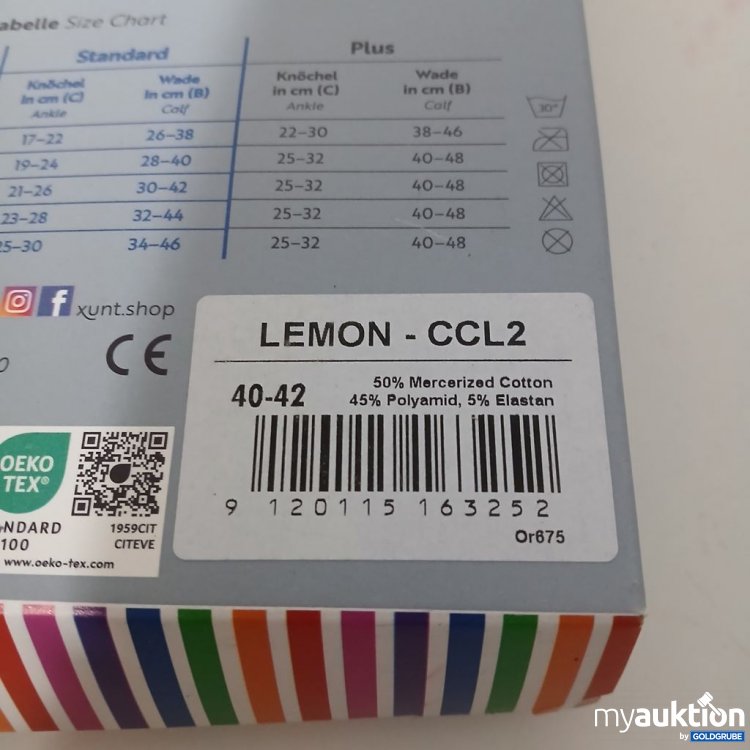 abelle Size Chart
Standard Plus
Knöchel in cm (C) Ankle
Wade in cm (B) Calf
Knöchel in cm (C) Ankle
Wade in cm (B) Calf
17–22 26–38 22–30 38–46
19–24 28–40 25–32 40–48
21–26 30–42 25–32 40–48
23–28 32–44 25–32 40–48
25–30 34–46 25–32 40–48
30°
xunt.shop
0 CE
LEMON - CCL2
40-42
50% Mercerized Cotton
45% Polyamid, 5% Elastan
9 120115 163252
Or675
OEKO
TEX®
NDARD
100
1959CIT
CITEVE
www.oeko-tex.com
myauktion
by GOLDGRUBE